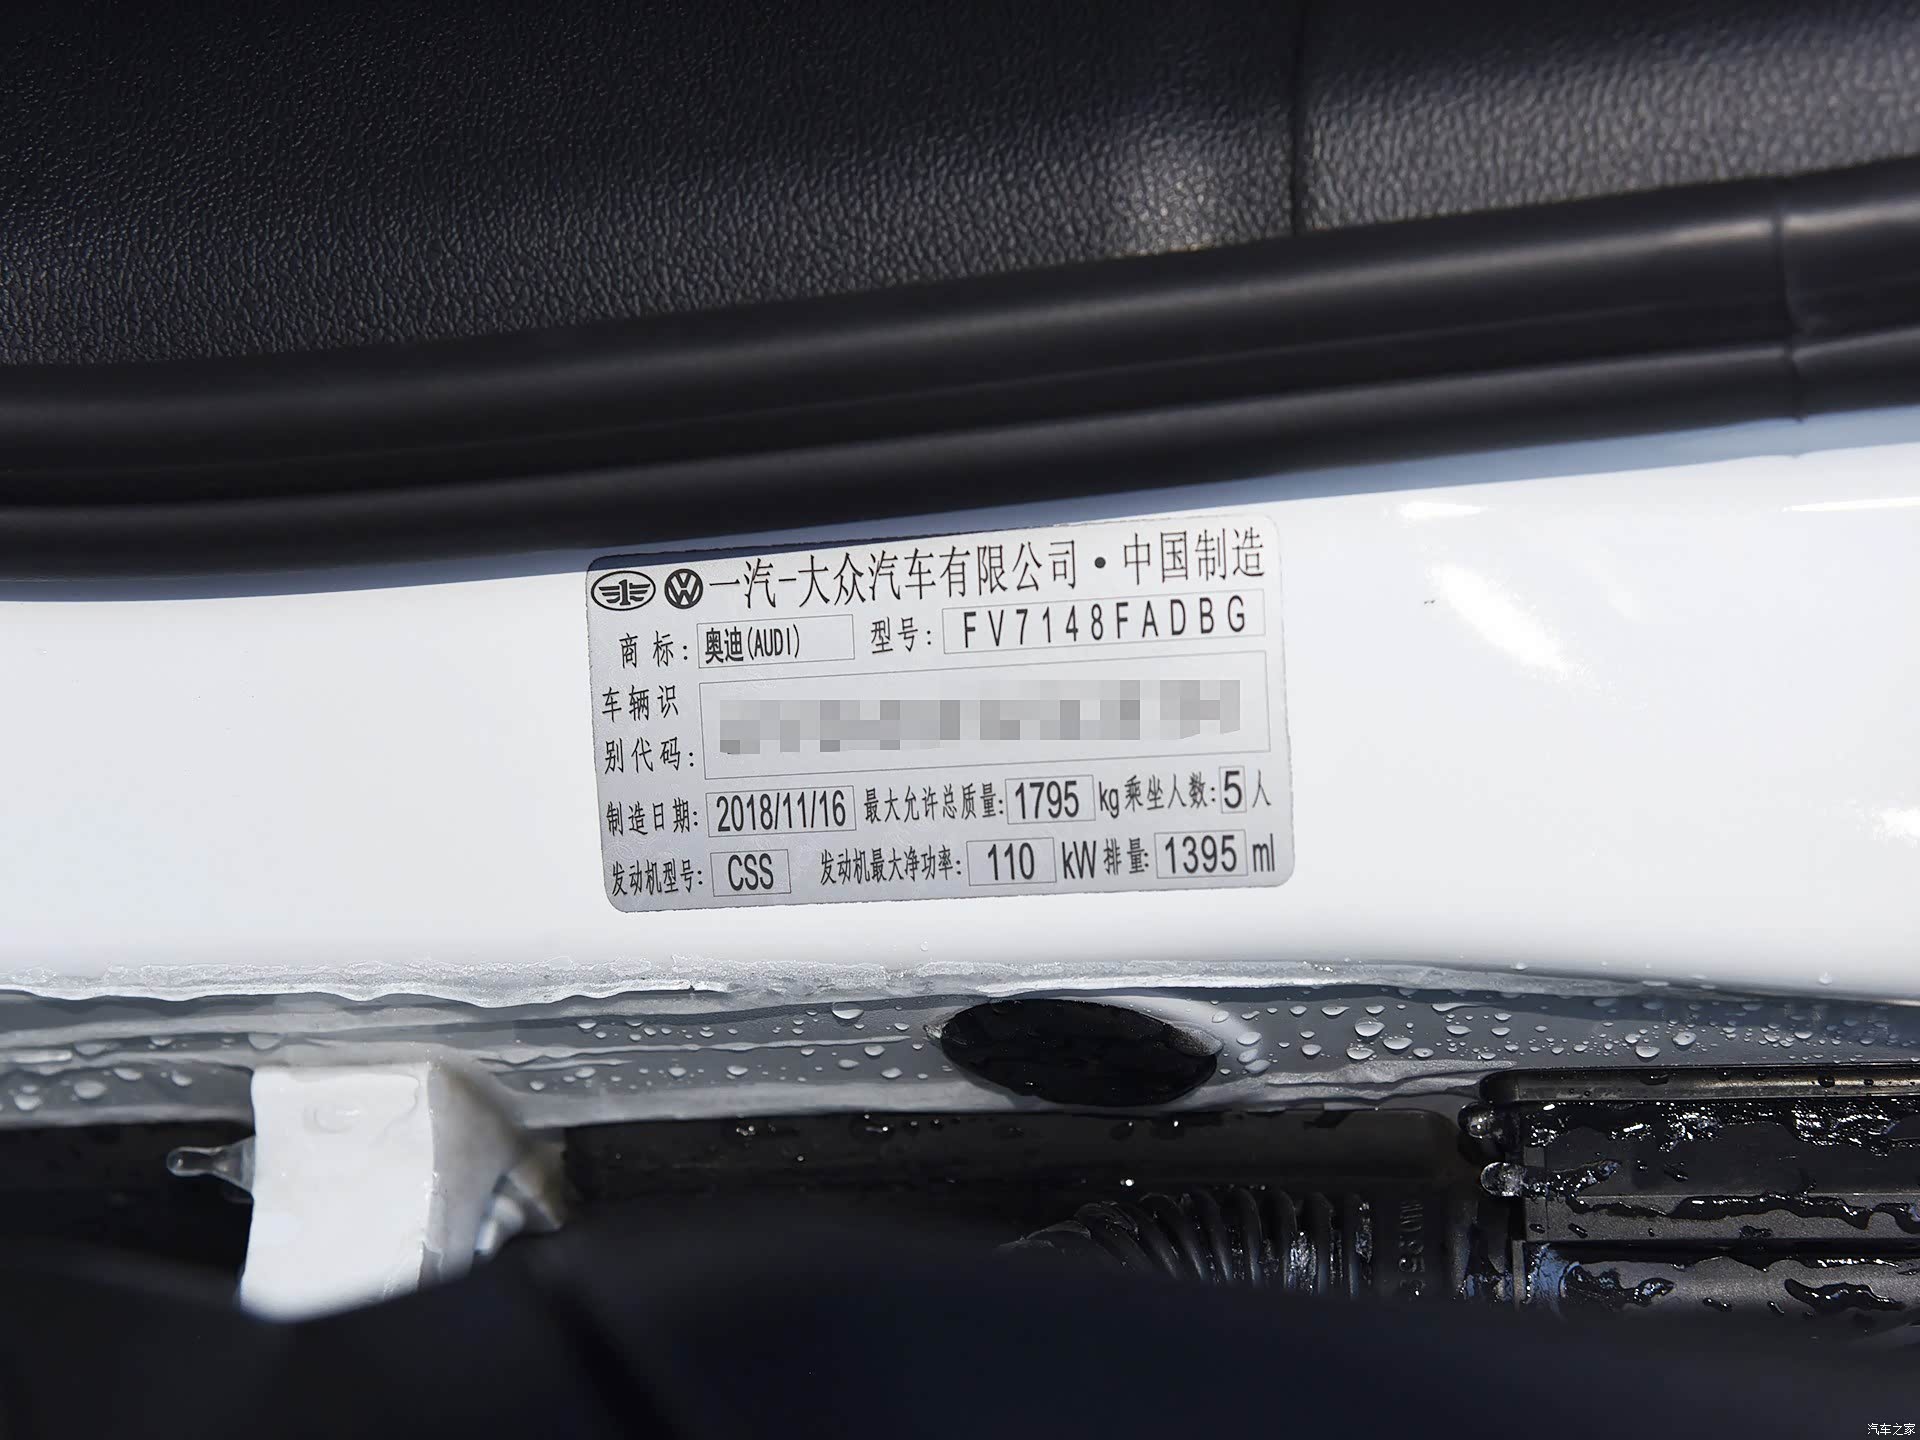 一汽-大众汽车有限公司·中国制造
商标: 奥迪(AUDI) 型号: FV7148FADBG
车辆识
别代码:
制造日期: 2018/11/16 最大允许总质量: 1795 kg 乘坐人数: 5 人
发动机型号: CSS 发动机最大净功率: 110 kW 排量: 1395 ml
汽车之家